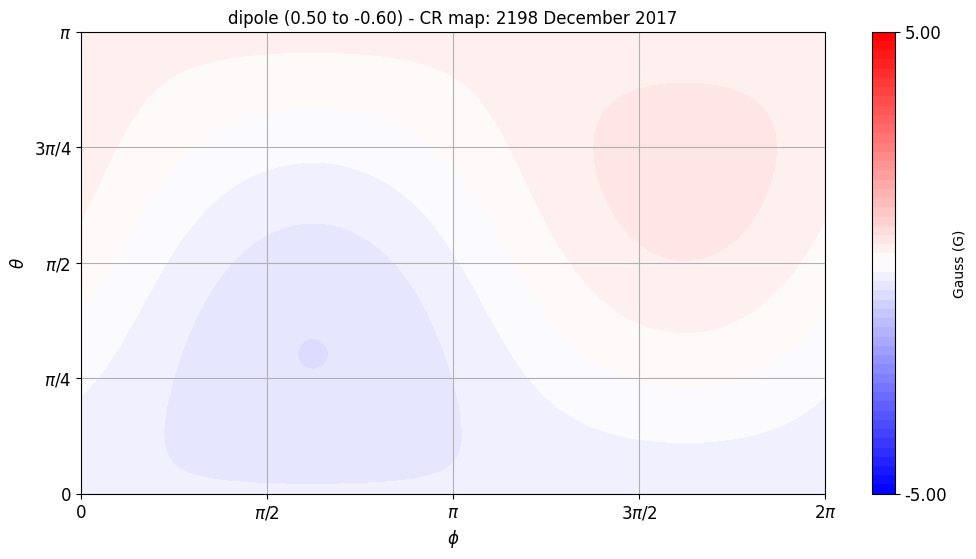 dipole (0.50 to -0.60) - CR map: 2198 December 2017
π
3π/4
π/2
π/4
0
θ
0
π/2
π
3π/2
2π
ϕ
5.00
-5.00
Gauss (G)